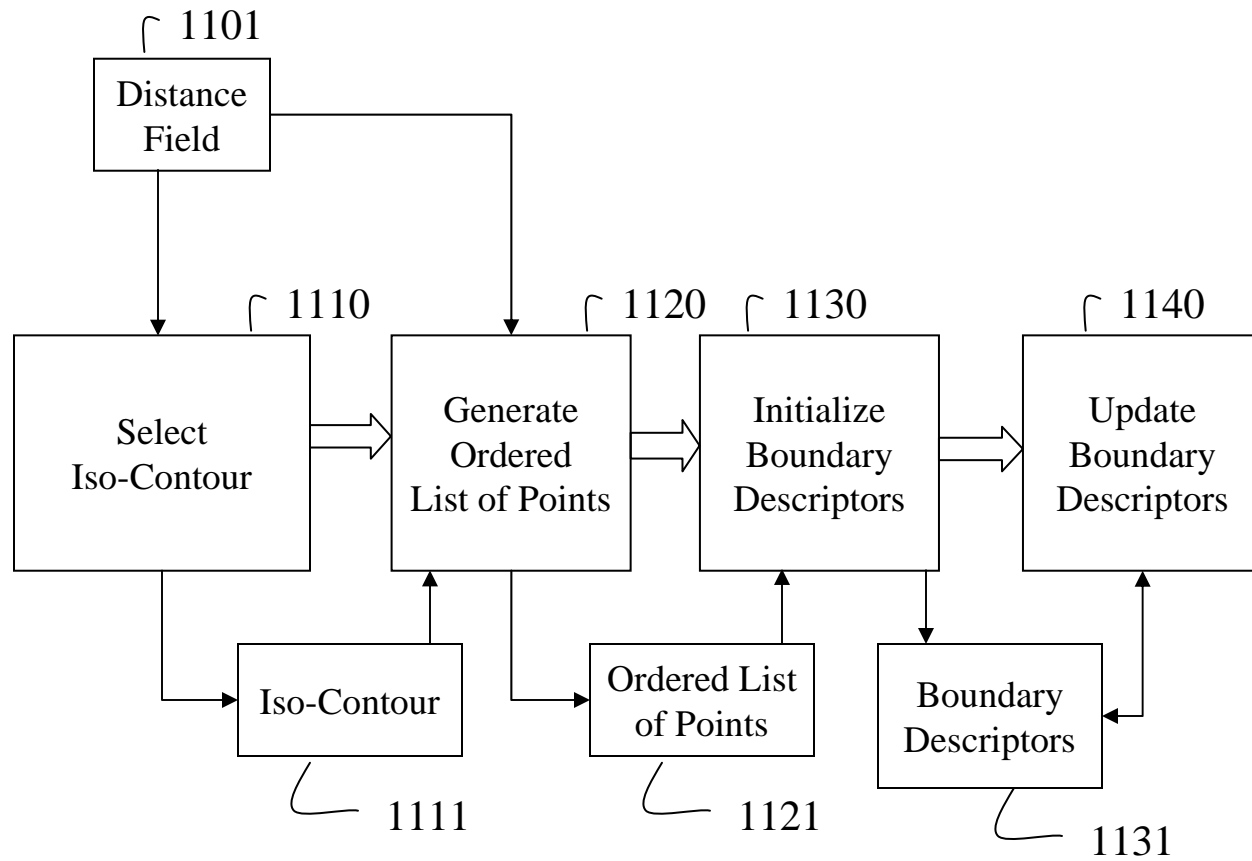 1101
Distance
Field
1110
1120
1130
1140
Select
Iso-Contour
Generate
Ordered
List of Points
Initialize
Boundary
Descriptors
Update
Boundary
Descriptors
Iso-Contour
Ordered List
of Points
Boundary
Descriptors
1111
1121
1131